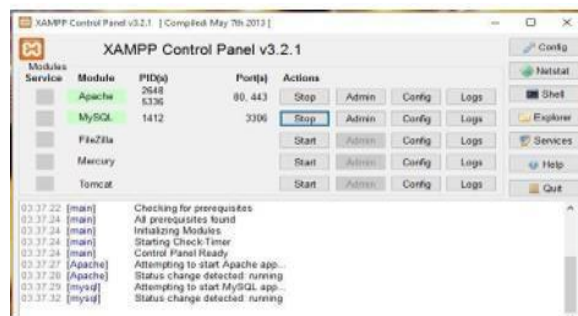 XAMPP Control Panel v3.2.1 [ Compiled: May 7th 2013 ]
XAMPP Control Panel v3.2.1
Modules
Service Module PID(s) Port(s) Actions
Apache 2648 5336 80, 443 Stop Admin Config Logs
MySQL 1412 3306 Stop Admin Config Logs
FileZilla Start Admin Config Logs
Mercury Start Admin Config Logs
Tomcat Start Admin Config Logs
Config
Netstat
Shell
Explorer
Services
Help
Quit
03:37:22 [main] Checking for prerequisites
03:37:24 [main] All prerequisites found
03:37:24 [main] Initializing Modules
03:37:24 [main] Starting Check-Timer
03:37:24 [main] Control Panel Ready
03:37:27 [Apache] Attempting to start Apache app...
03:37:28 [Apache] Status change detected: running
03:37:29 [mysql] Attempting to start MySQL app...
03:37:32 [mysql] Status change detected: running